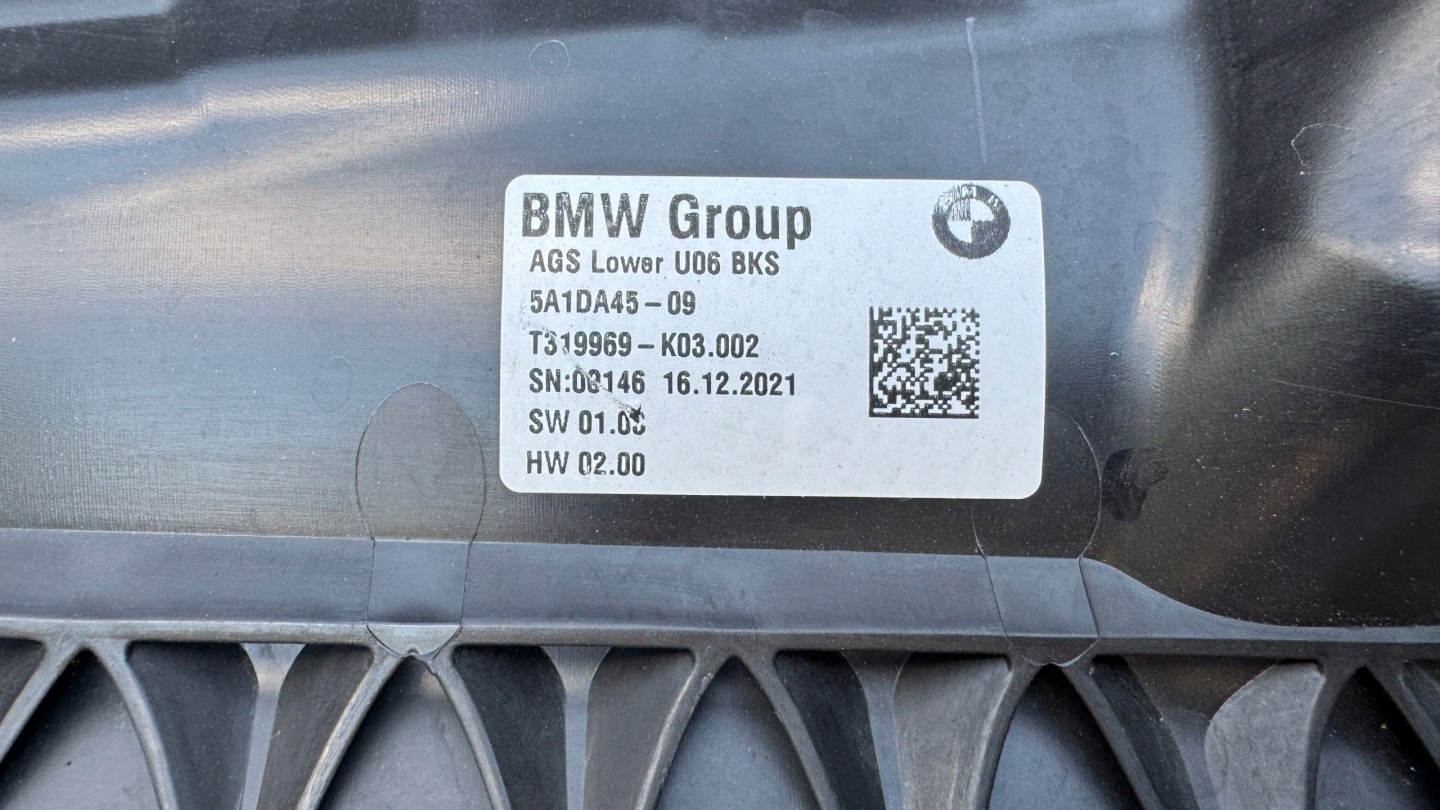 BMW Group
AGS Lower U06 BKS
5A1DA45-09
T319969-K03.002
16.12.2021
SW
HW 02.00